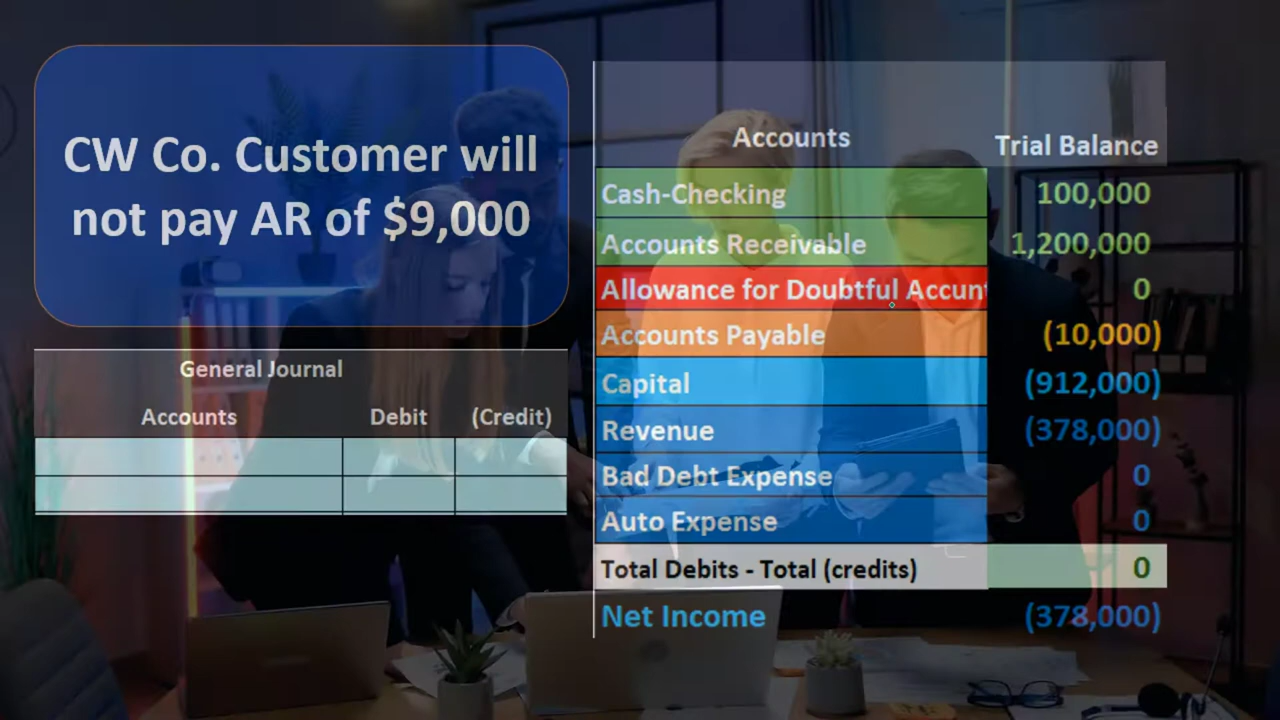 CW Co. Customer will
not pay AR of $9,000
General Journal
Accounts Debit (Credit)
Accounts Trial Balance
Cash-Checking 100,000
Accounts Receivable 1,200,000
Allowance for Doubtful Accunt 0
Accounts Payable (10,000)
Capital (912,000)
Revenue (378,000)
Bad Debt Expense 0
Auto Expense 0
Total Debits - Total (credits) 0
Net Income (378,000)